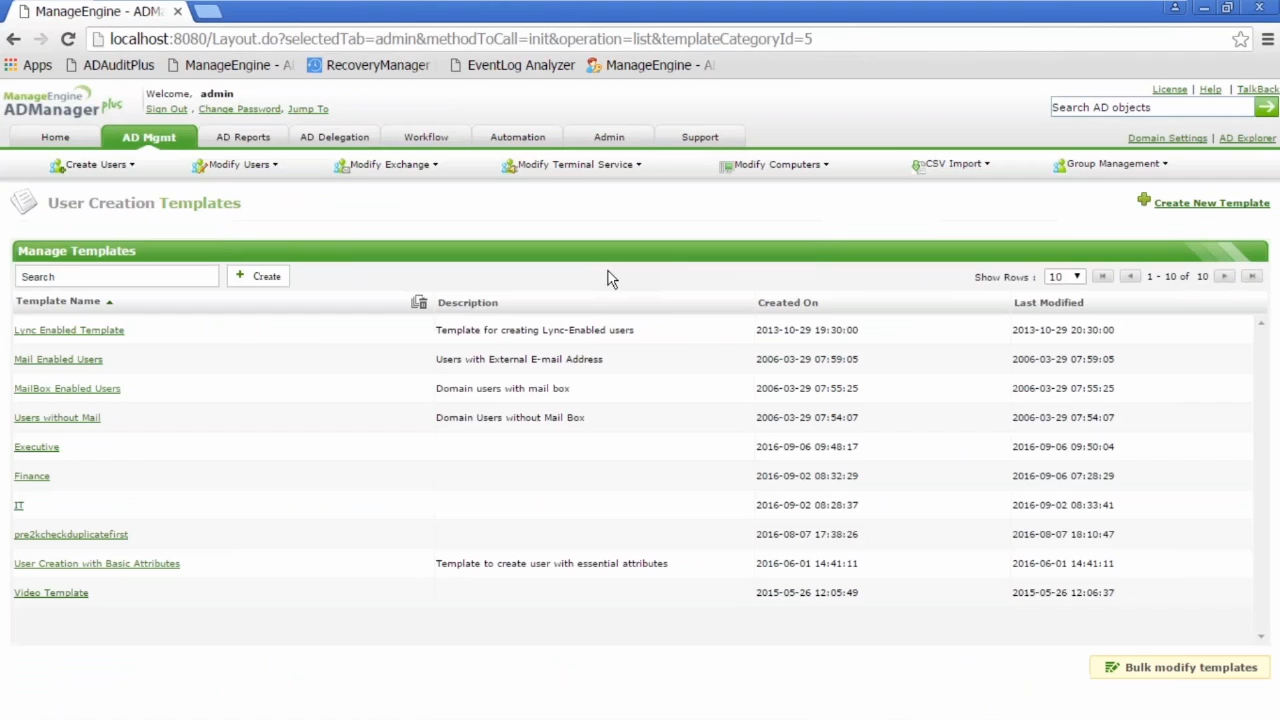 ManageEngine - ADM
localhost:8080/Layout.do?selectedTab=admin&methodToCall=init&operation=list&templateCategoryId=5
Apps ADAuditPlus ManageEngine - A RecoveryManager EventLog Analyzer ManageEngine - A
ManageEngine
ADManager plus
Welcome, admin
Sign Out , Change Password, Jump To
License | Help | TalkBack
Search AD objects
Home AD Mgmt AD Reports AD Delegation Workflow Automation Admin Support
Domain Settings | AD Explorer
Create Users Modify Users Modify Exchange Modify Terminal Service Modify Computers CSV Import Group Management
User Creation Templates
Create New Template
Manage Templates
Search + Create Show Rows : 10 1 - 10 of 10
Template Name Description Created On Last Modified
Lync Enabled Template Template for creating Lync-Enabled users 2013-10-29 19:30:00 2013-10-29 20:30:00
Mail Enabled Users Users with External E-mail Address 2006-03-29 07:59:05 2006-03-29 07:59:05
MailBox Enabled Users Domain users with mail box 2006-03-29 07:55:25 2006-03-29 07:55:25
Users without Mail Domain Users without Mail Box 2006-03-29 07:54:07 2006-03-29 07:54:07
Executive 2016-09-06 09:48:17 2016-09-06 09:50:04
Finance 2016-09-02 08:32:29 2016-09-06 07:28:29
IT 2016-09-02 08:28:37 2016-09-02 08:33:41
pre2kcheckduplicatefirst 2016-08-07 17:38:26 2016-08-07 18:10:47
User Creation with Basic Attributes Template to create user with essential attributes 2016-06-01 14:41:11 2016-06-01 14:41:11
Video Template 2015-05-26 12:05:49 2015-05-26 12:06:37
Bulk modify templates